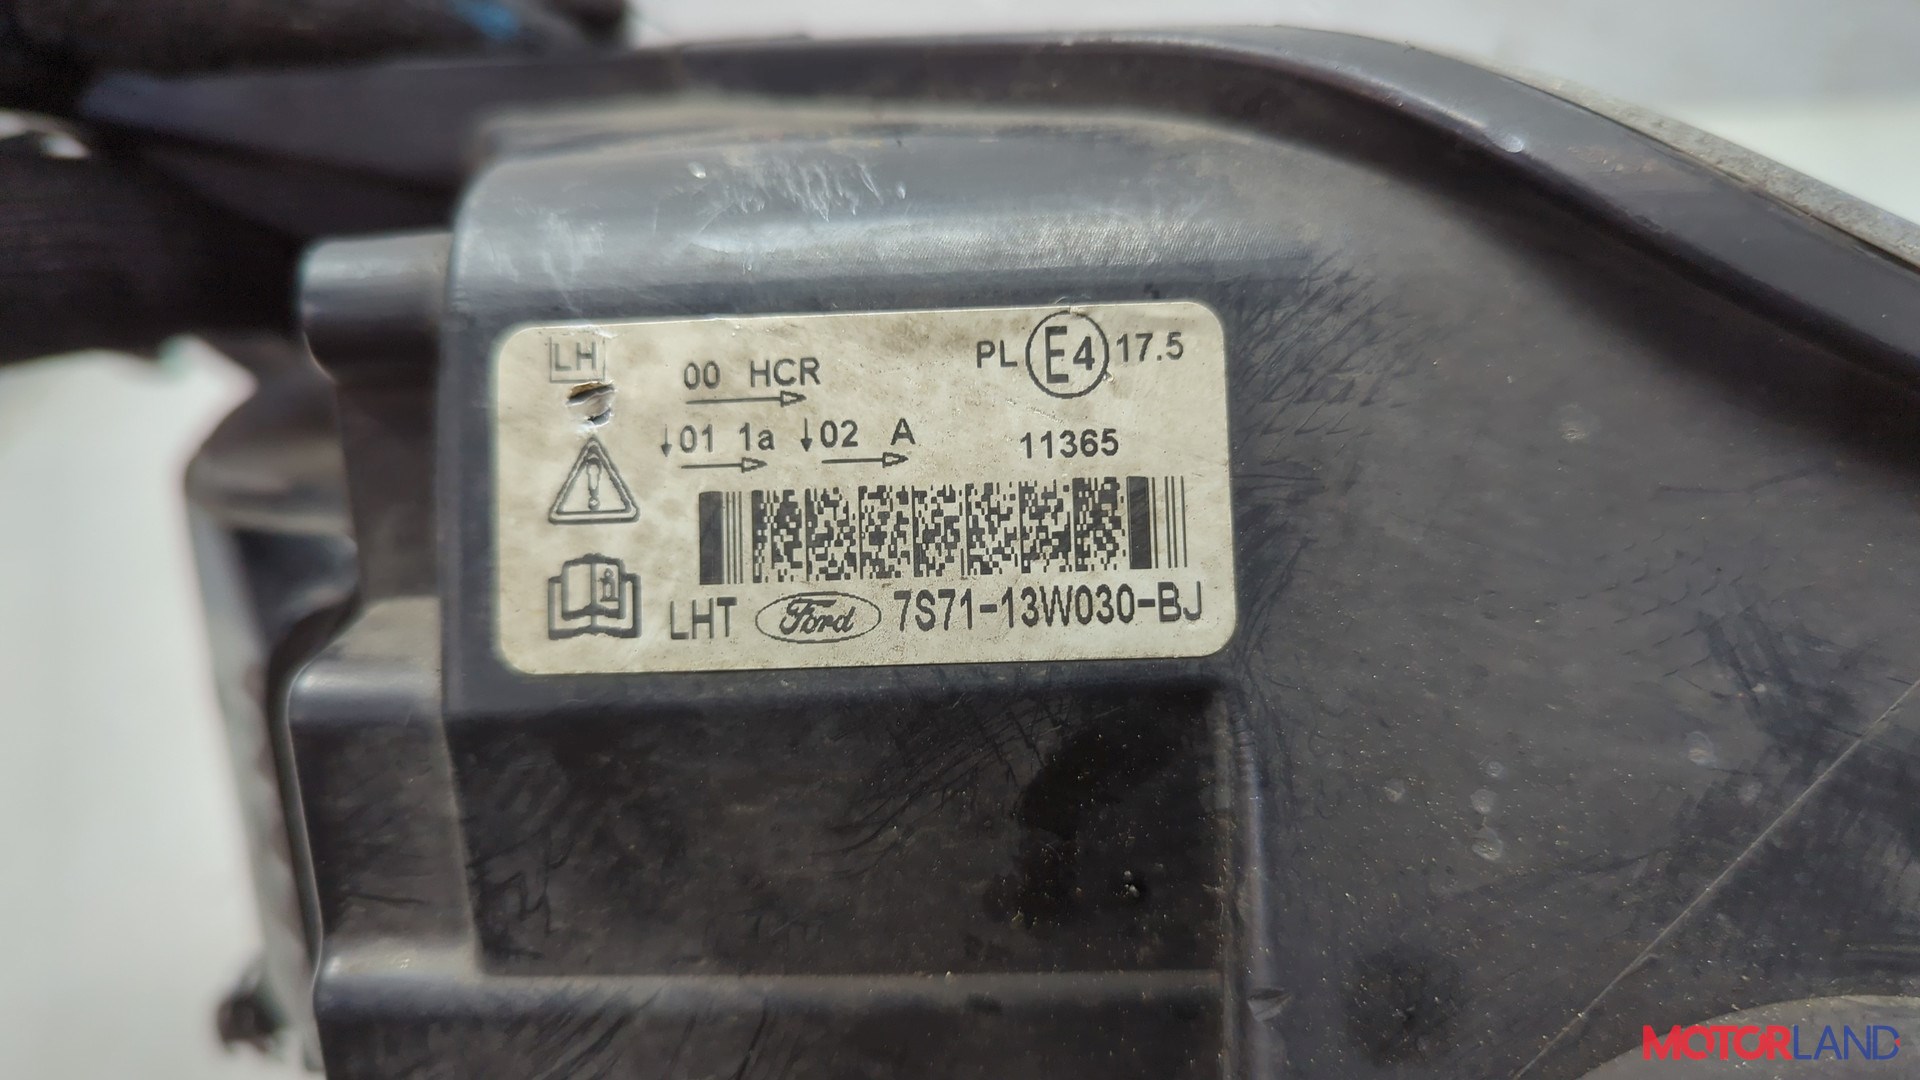 LH
00 HCR
PL E4 17.5
↓01 1a ↓02 A
11365
LHT Ford 7S71-13W030-BJ
MOTORLAND